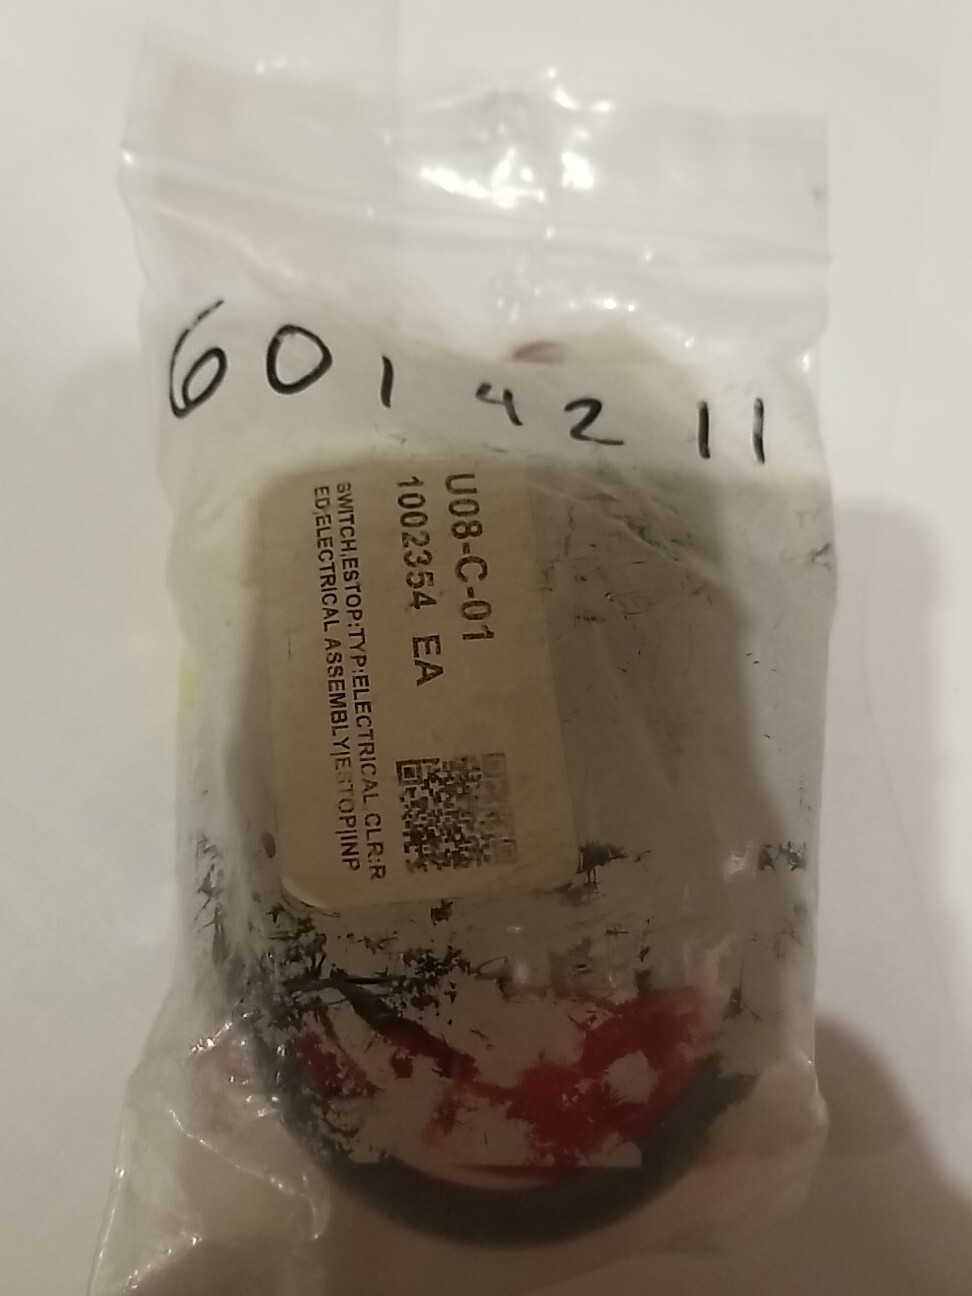 6014211
U08-C-01
1002354 EA
SWITCH,ESTOP:TYP:ELECTRICAL,CLR:R
ED,ELECTRICAL ASSEMBLY|ESTOP|INP